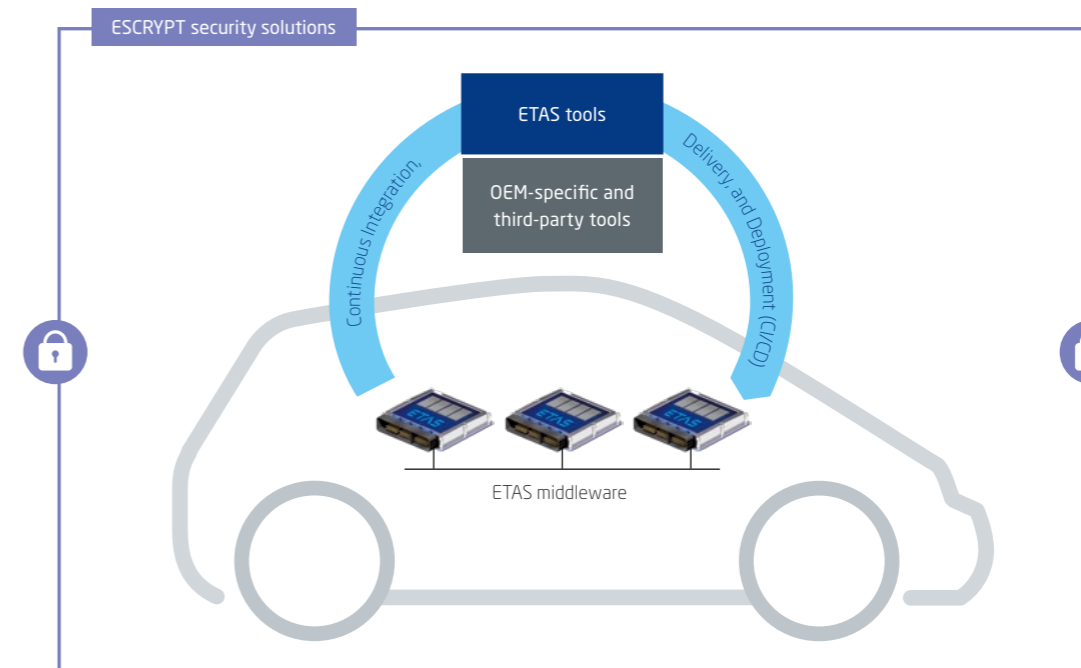 ESCRYPT security solutions
ETAS tools
OEM-specific and
third-party tools
Continuous Integration,
Delivery, and Deployment (CI/CD)
ETAS
ETAS
ETAS
ETAS middleware